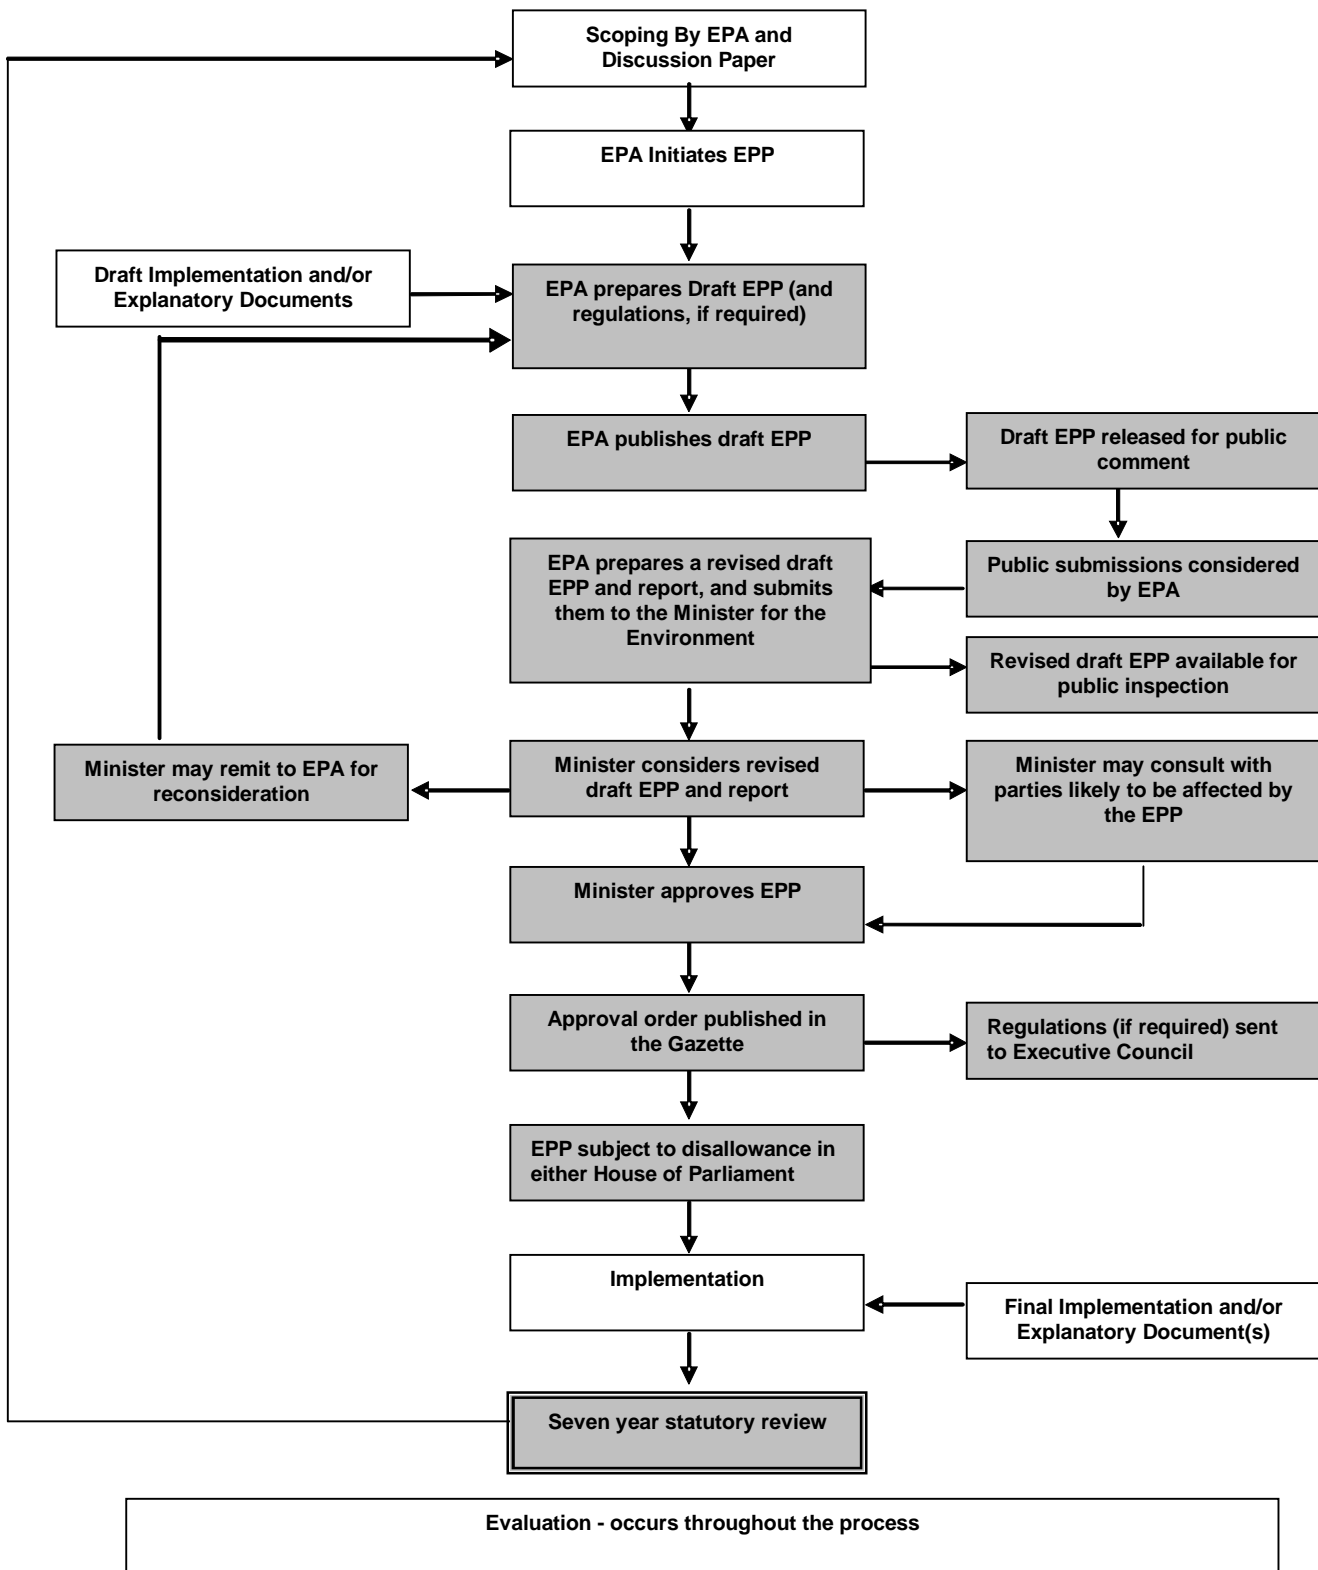 Scoping By EPA and
Discussion Paper
EPA Initiates EPP
Draft Implementation and/or
Explanatory Documents
EPA prepares Draft EPP (and
regulations, if required)
EPA publishes draft EPP
Draft EPP released for public
comment
EPA prepares a revised draft
EPP and report, and submits
them to the Minister for the
Environment
Public submissions considered
by EPA
Revised draft EPP available for
public inspection
Minister may remit to EPA for
reconsideration
Minister considers revised
draft EPP and report
Minister may consult with
parties likely to be affected by
the EPP
Minister approves EPP
Approval order published in
the Gazette
Regulations (if required) sent
to Executive Council
EPP subject to disallowance in
either House of Parliament
Implementation
Final Implementation and/or
Explanatory Document(s)
Seven year statutory review
Evaluation - occurs throughout the process